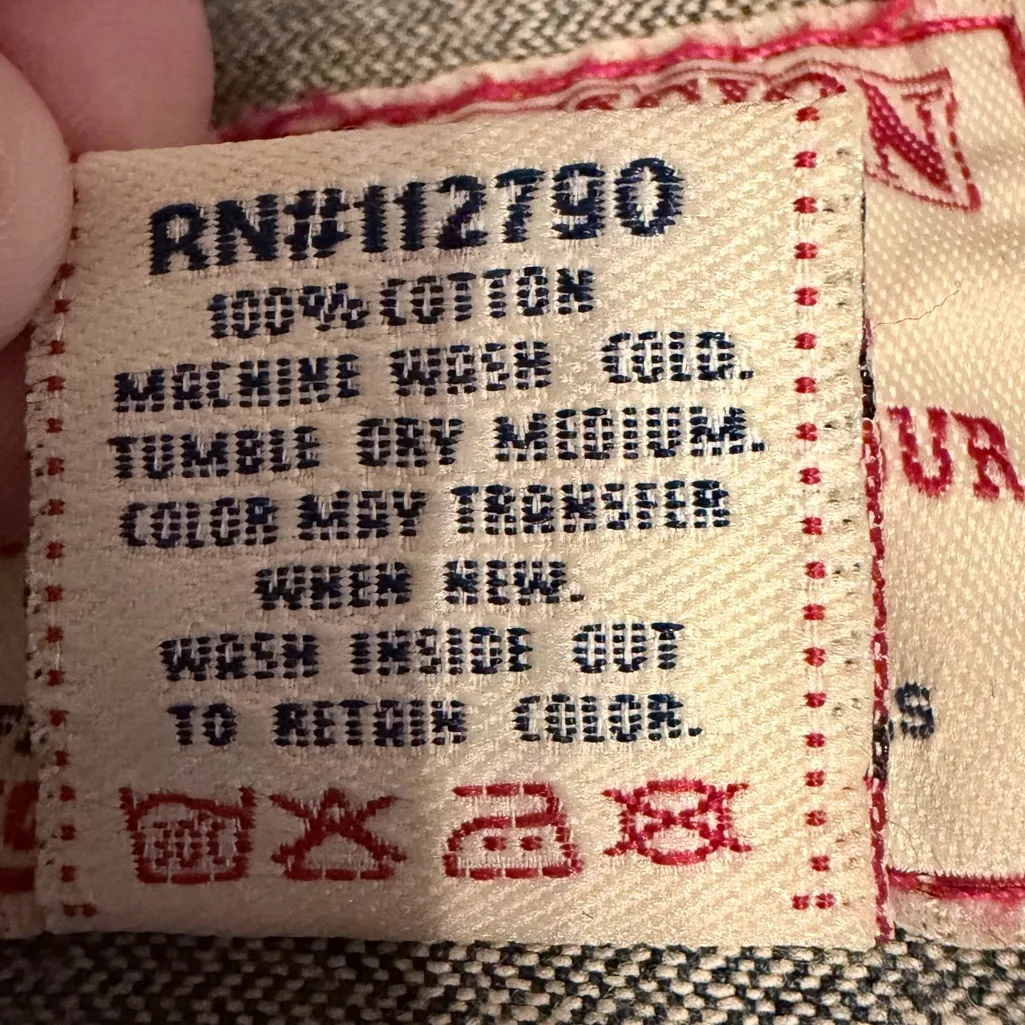 RN#112790
100% COTTON
MACHINE WASH COLD.
TUMBLE DRY MEDIUM.
COLOR MAY TRANSFER
WHEN NEW.
WASH INSIDE OUT
TO RETAIN COLOR.